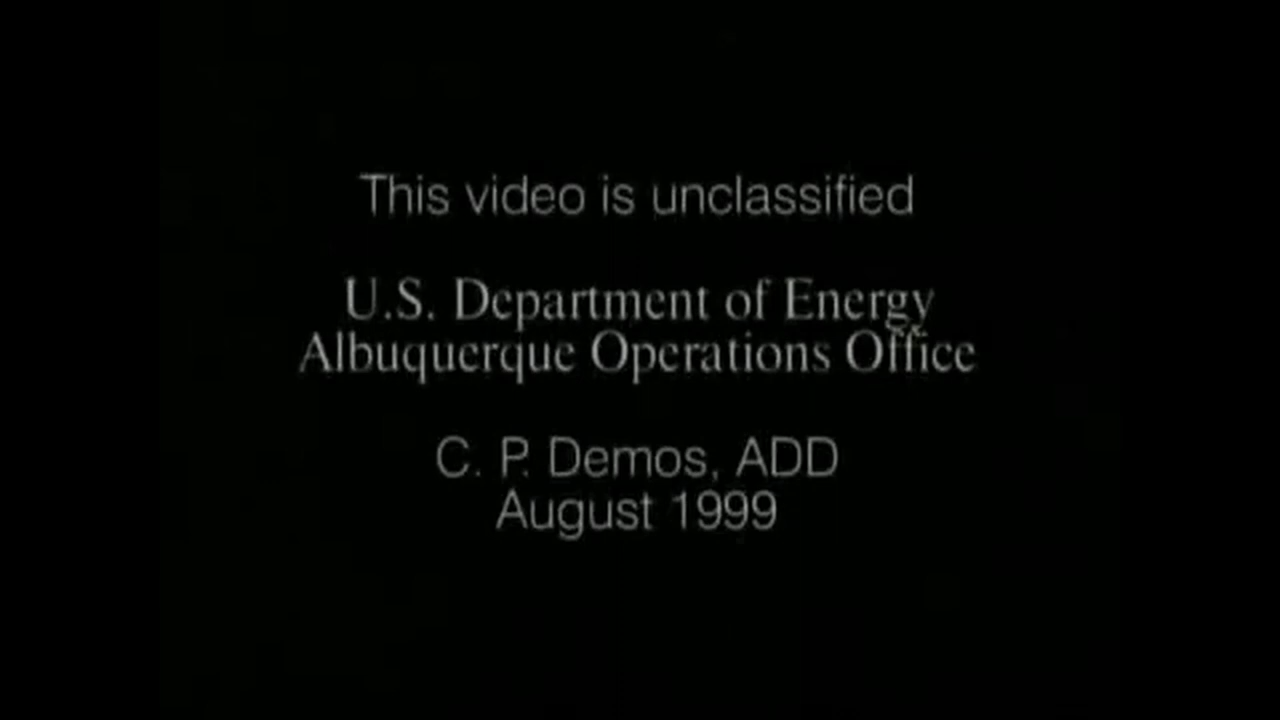 This video is unclassified
U.S. Department of Energy
Albuquerque Operations Office
C. P. Demos, ADD
August 1999